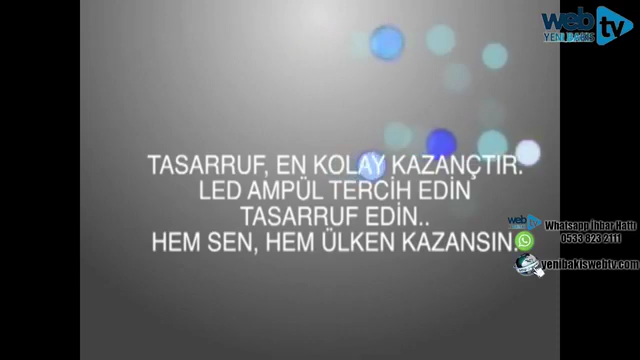 web tv
YENİ BAKIŞ
TASARRUF, EN KOLAY KAZANÇTIR.
LED AMPÜL TERCİH EDİN
TASARRUF EDİN..
HEM SEN, HEM ÜLKEN KAZANSIN.
web tv
Whatsapp İhbar Hattı
0533 823 2111
yenibakiswebtv.com